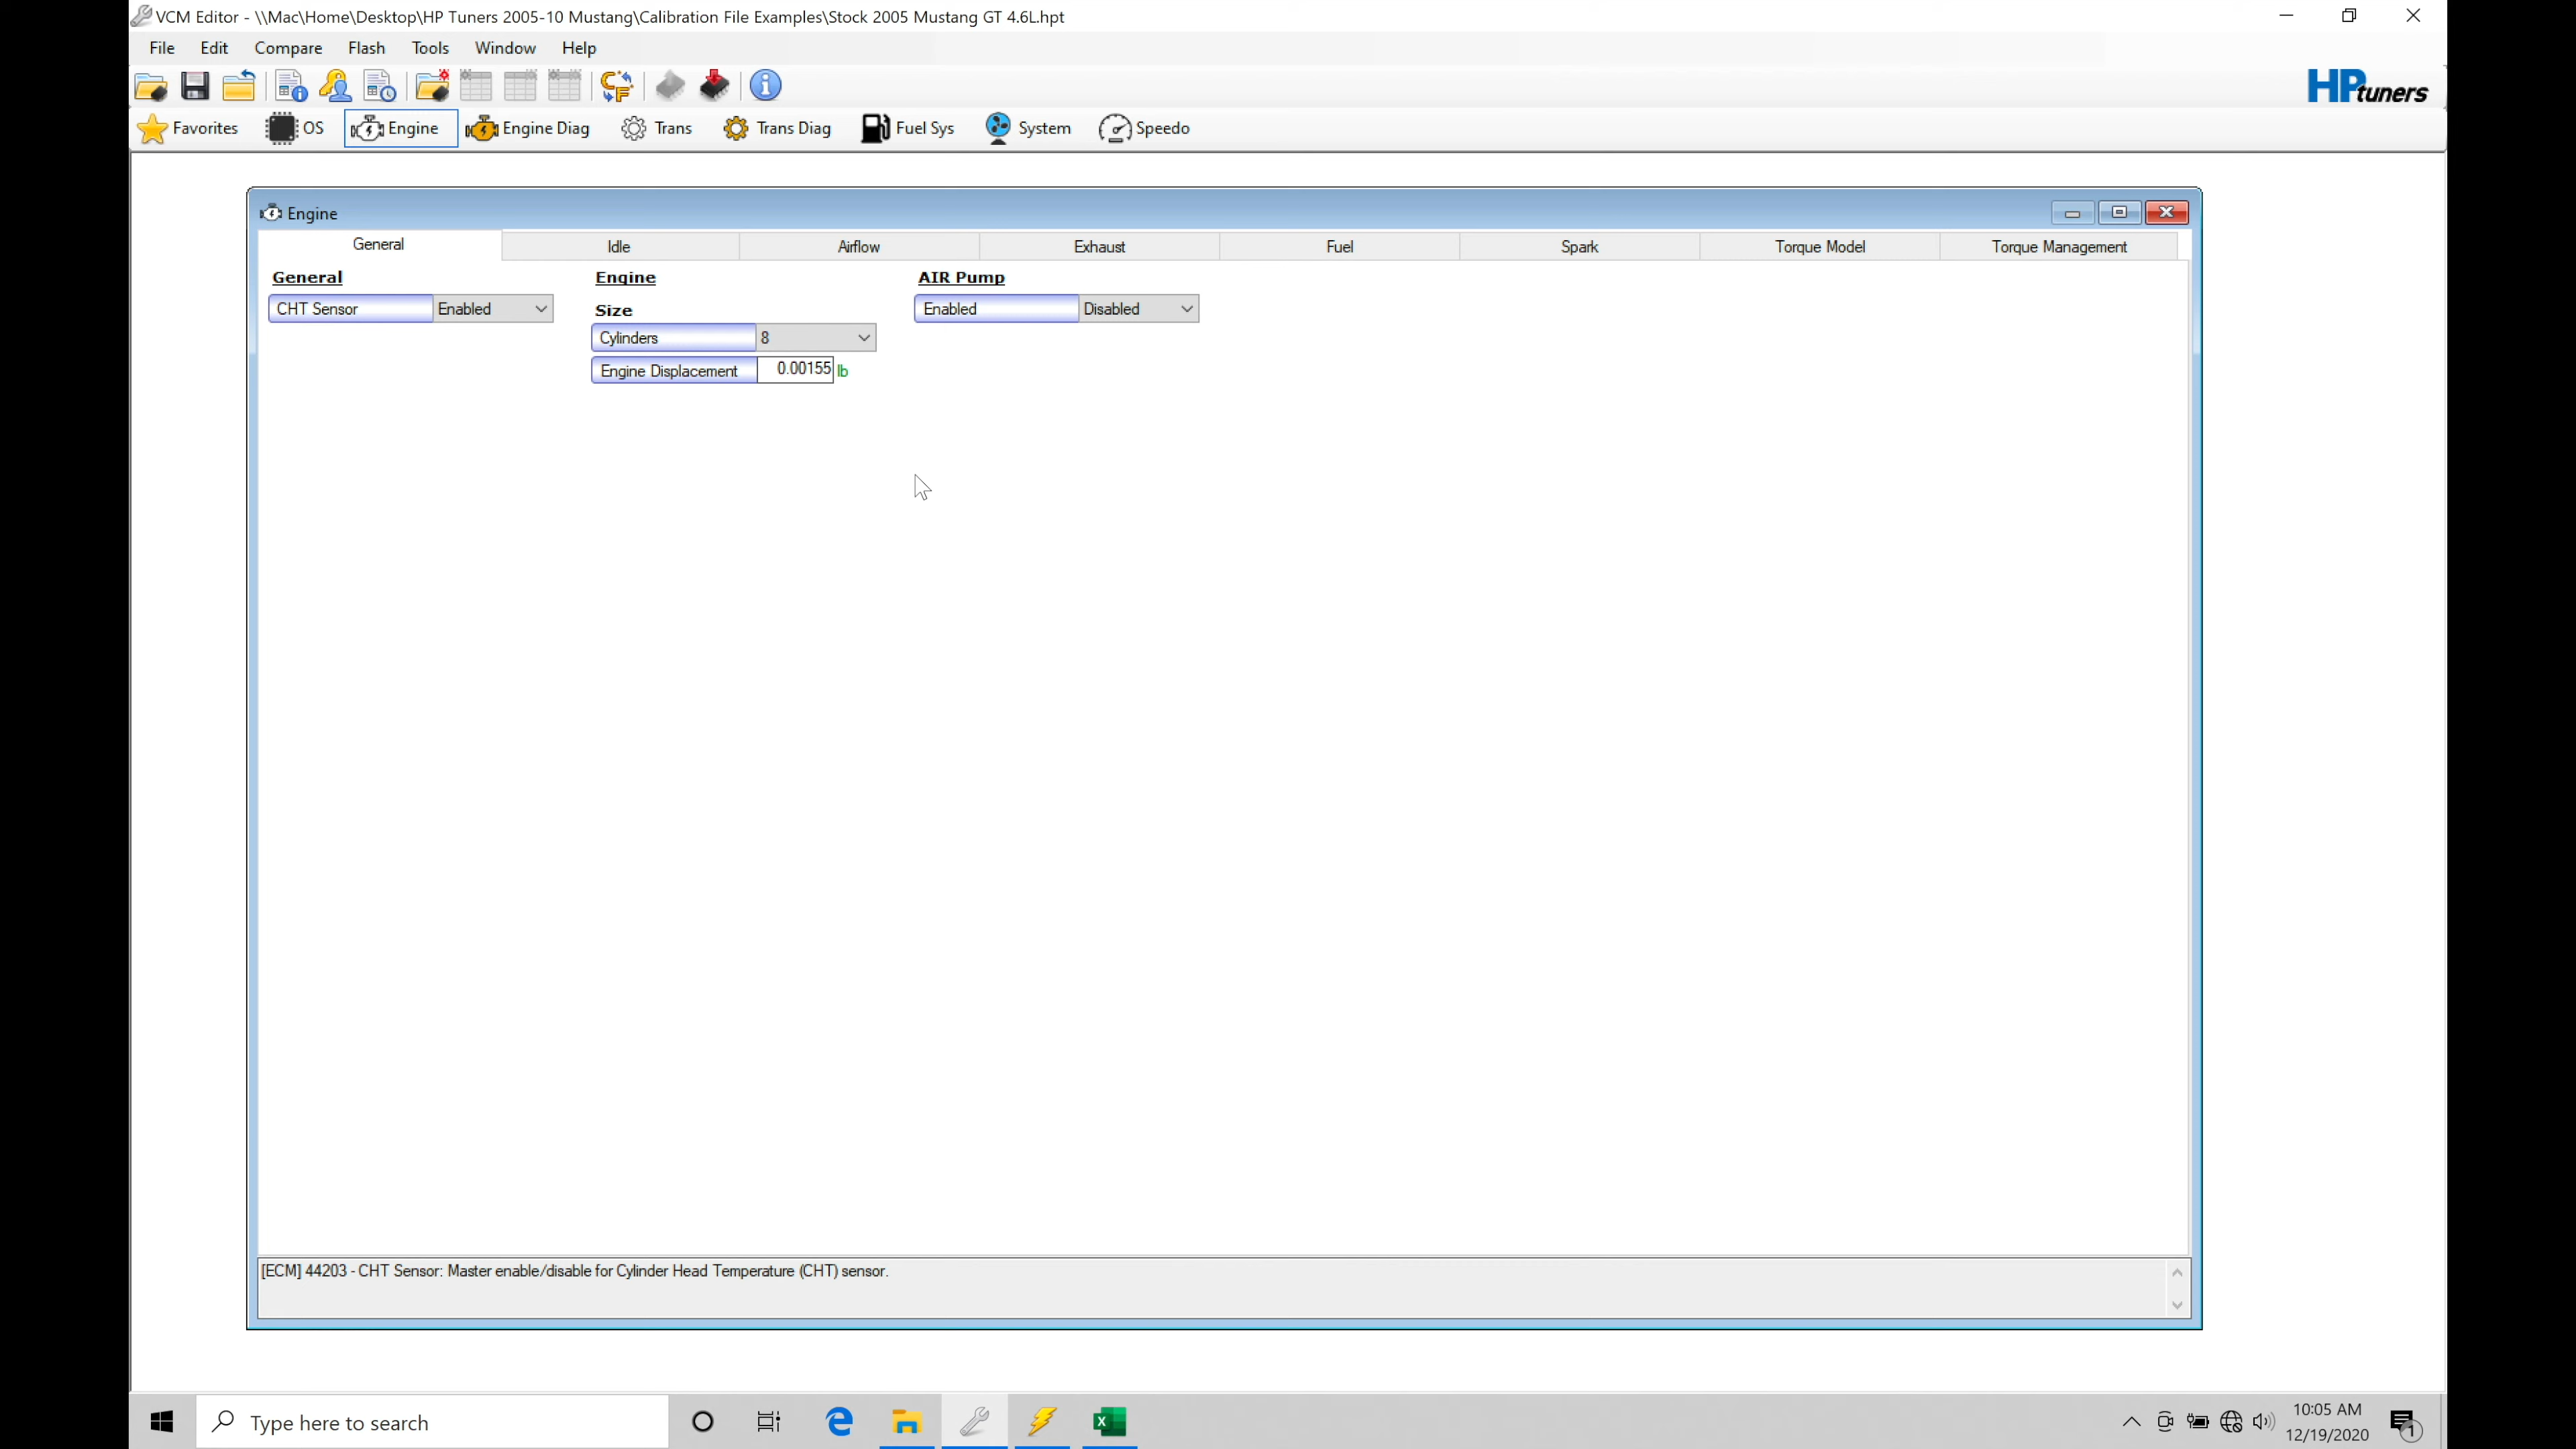 VCM Editor - \\Mac\Home\Desktop\HP Tuners 2005-10 Mustang\Calibration File Examples\Stock 2005 Mustang GT 4.6L.hpt
File Edit Compare Flash Tools Window Help
HPtuners
Favorites OS Engine Engine Diag Trans Trans Diag Fuel Sys System Speedo
Engine
General Idle Airflow Exhaust Fuel Spark Torque Model Torque Management
General Engine AIR Pump
CHT Sensor Enabled Size Enabled Disabled
Cylinders 8
Engine Displacement 0.00155 lb
[ECM] 44203 - CHT Sensor: Master enable/disable for Cylinder Head Temperature (CHT) sensor.
Type here to search
10:05 AM
12/19/2020
1